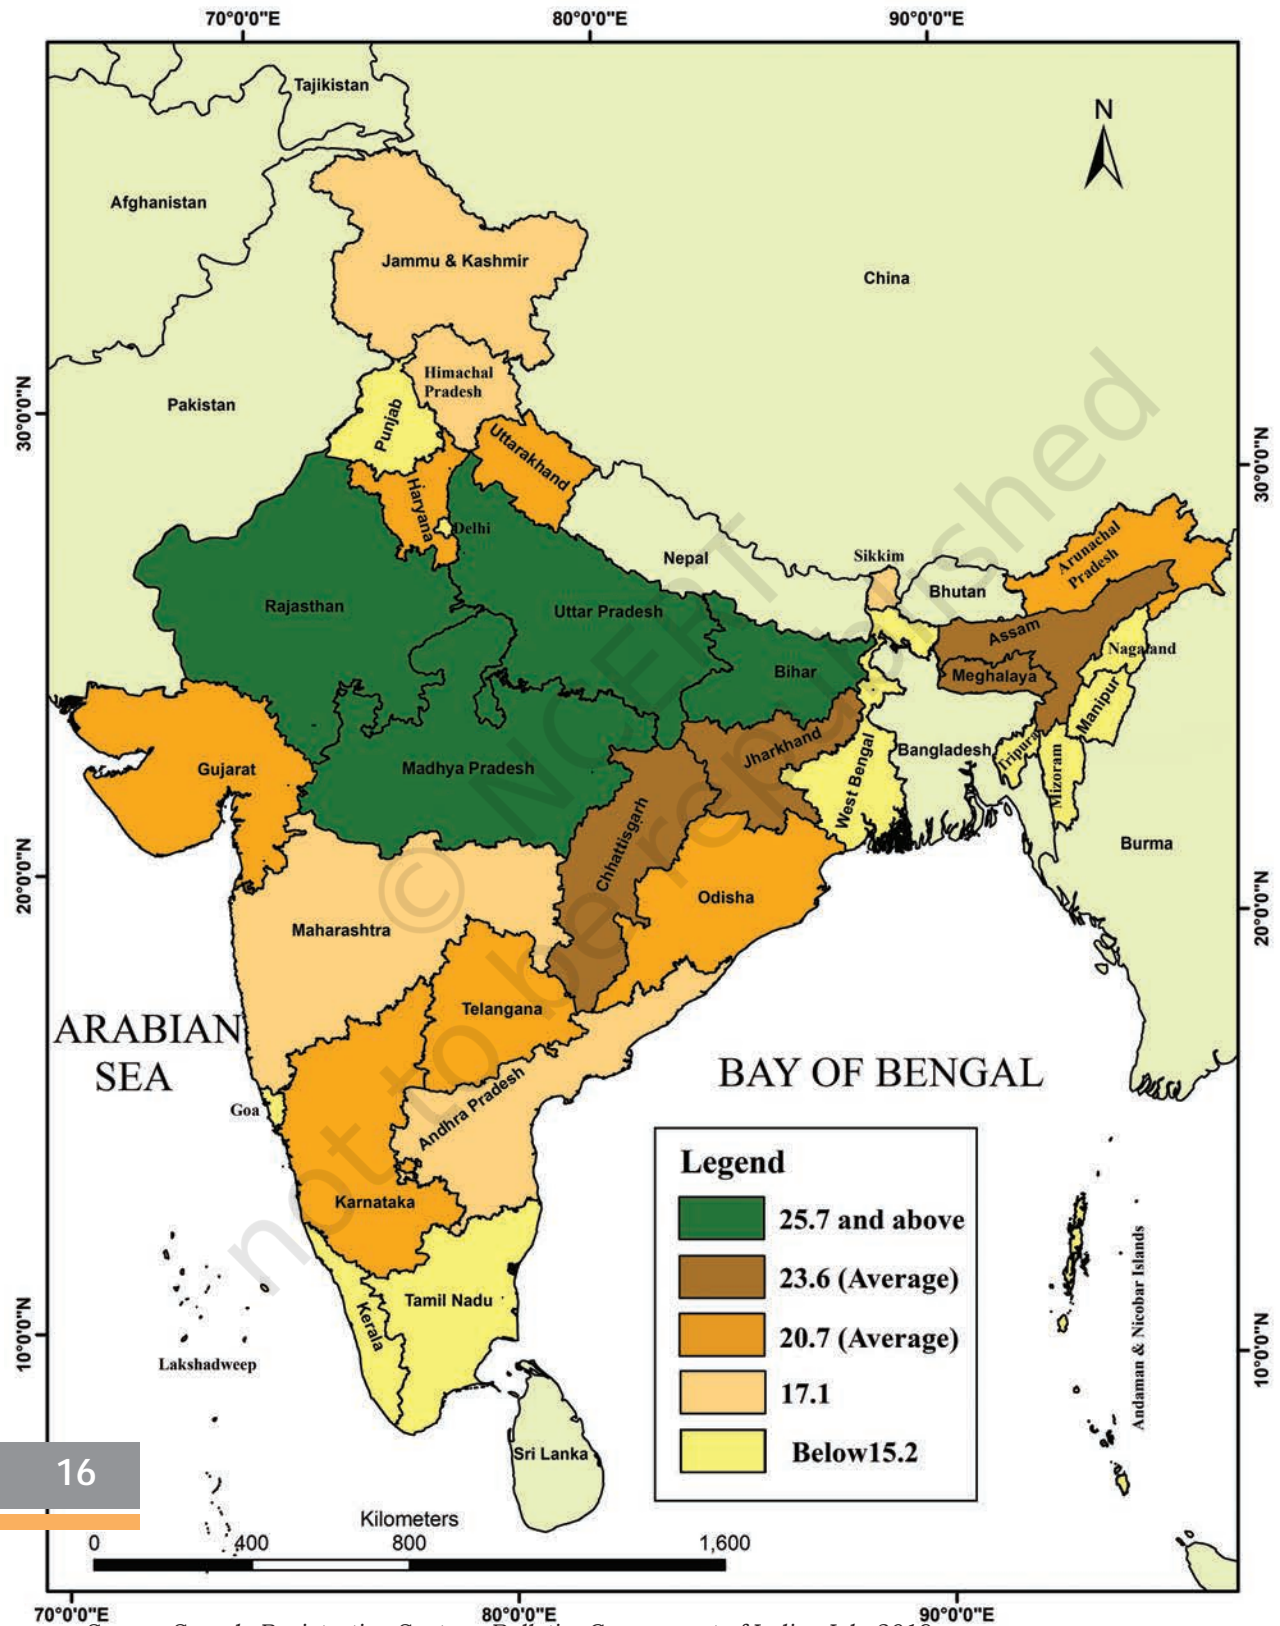 70°0'0"E 80°0'0"E 90°0'0"E
Tajikistan
N
Afghanistan
Jammu & Kashmir
China
Himachal
Pradesh
Pakistan
Punjab
30°0'0"N
30°0'0"N
Uttarakhand
Haryana
Delhi
Nepal
Sikkim
Bhutan
Arunachal
Pradesh
Rajasthan
Uttar Pradesh
Assam
Nagaland
Bihar
Meghalaya
Manipur
Jharkhand
Bangladesh
Tripura
Gujarat
Madhya Pradesh
West Bengal
Mizoram
Chhattisgarh
Burma
20°0'0"N
20°0'0"N
Odisha
Maharashtra
Telangana
ARABIAN
SEA
BAY OF BENGAL
Goa
Andhra Pradesh
Karnataka
Legend
25.7 and above
23.6 (Average)
20.7 (Average)
17.1
Below15.2
Tamil Nadu
Kerala
10°0'0"N
10°0'0"N
Lakshadweep
Andaman & Nicobar Islands
Sri Lanka
16
Kilometers
0 400 800 1,600
70°0'0"E 80°0'0"E 90°0'0"E
© NCERT
not to be republished